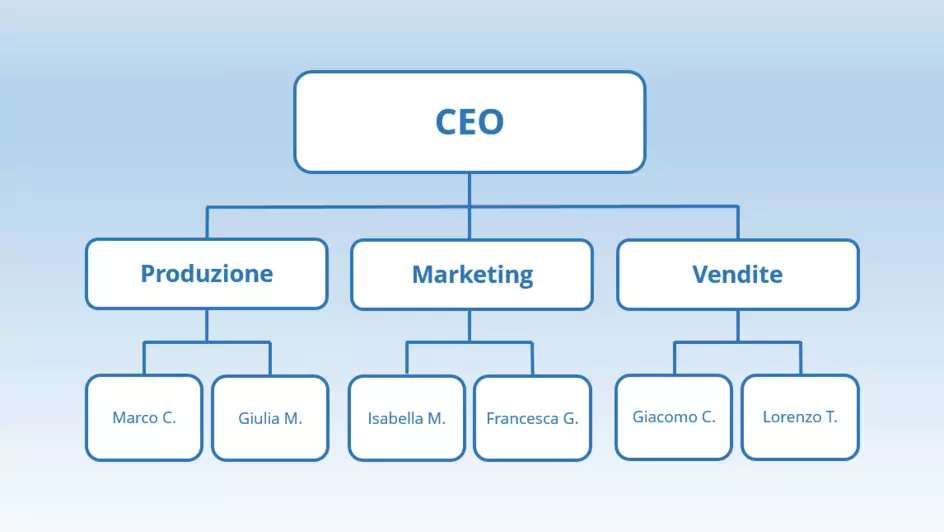 CEO
Produzione
Marketing
Vendite
Marco C.
Giulia M.
Isabella M.
Francesca G.
Giacomo C.
Lorenzo T.